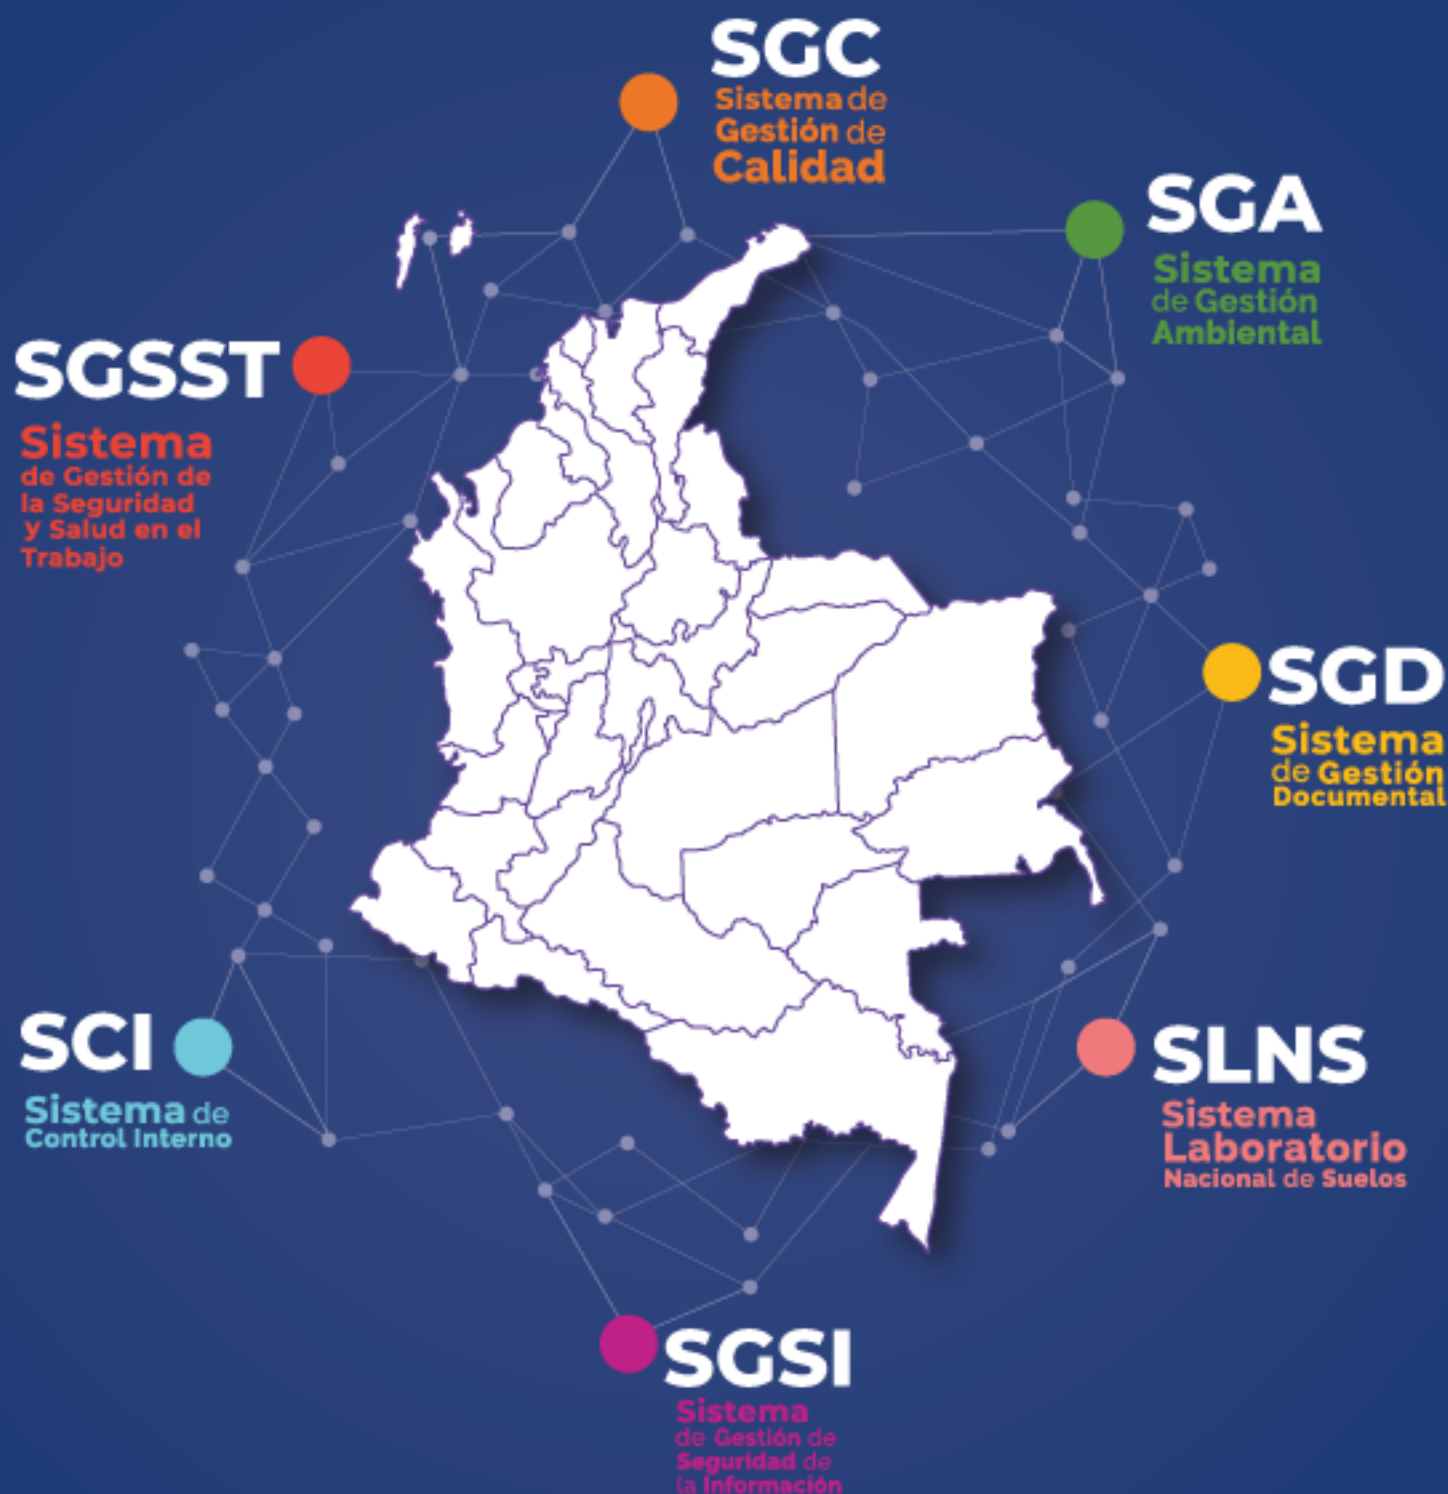 SGC
Sistema de
Gestión de
Calidad
SGA
Sistema
de Gestión
Ambiental
SGSST
Sistema
de Gestión de
la Seguridad
y Salud en el
Trabajo
SGD
Sistema
de Gestión
Documental
SCI
Sistema de
Control Interno
SLNS
Sistema
Laboratorio
Nacional de Suelos
SGSI
Sistema
de Gestión de
Seguridad de
la Información